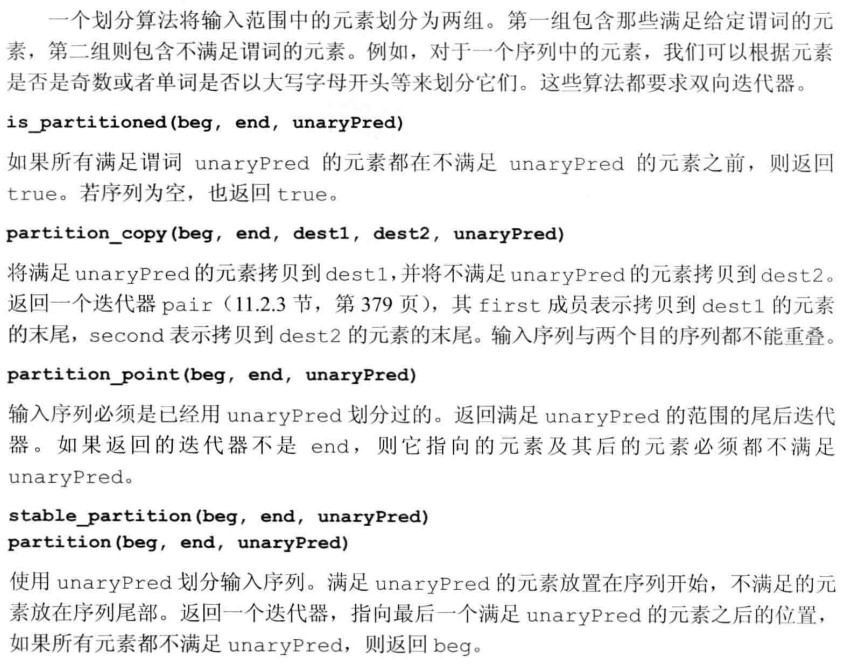 一个划分算法将输入范围中的元素划分为两组。第一组包含那些满足给定谓词的元
素，第二组则包含不满足谓词的元素。例如，对于一个序列中的元素，我们可以根据元素
是否是奇数或者单词是否以大写字母开头等来划分它们。这些算法都要求双向迭代器。
is_partitioned(beg, end, unaryPred)
如果所有满足谓词 unaryPred 的元素都在不满足 unaryPred 的元素之前，则返回
true。若序列为空，也返回 true。
partition_copy(beg, end, dest1, dest2, unaryPred)
将满足 unaryPred 的元素拷贝到 dest1，并将不满足 unaryPred 的元素拷贝到 dest2。
返回一个迭代器 pair（11.2.3 节，第 379 页），其 first 成员表示拷贝到 dest1 的元素
的末尾，second 表示拷贝到 dest2 的元素的末尾。输入序列与两个目的序列都不能重叠。
partition_point(beg, end, unaryPred)
输入序列必须是已经用 unaryPred 划分过的。返回满足 unaryPred 的范围的尾后迭代
器。如果返回的迭代器不是 end，则它指向的元素及其后的元素必须都不满足
unaryPred。
stable_partition(beg, end, unaryPred)
partition(beg, end, unaryPred)
使用 unaryPred 划分输入序列。满足 unaryPred 的元素放置在序列开始，不满足的元
素放在序列尾部。返回一个迭代器，指向最后一个满足 unaryPred 的元素之后的位置，
如果所有元素都不满足 unaryPred，则返回 beg。